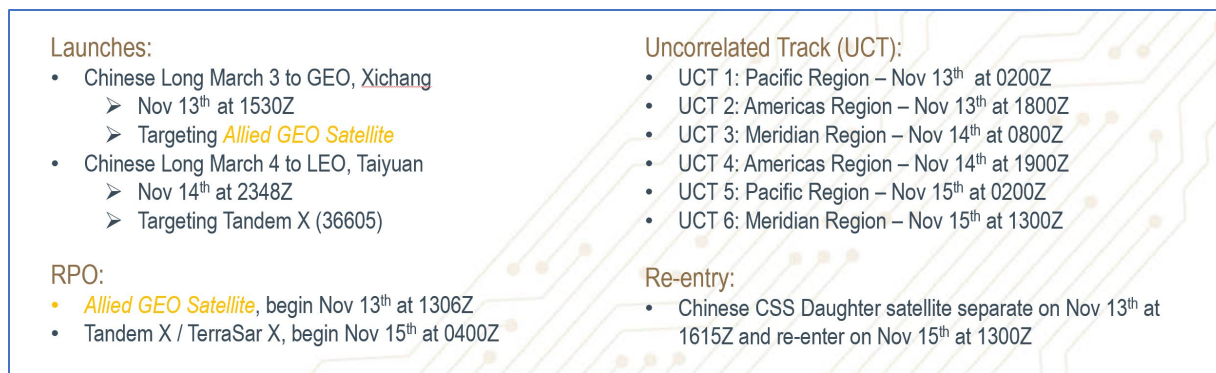 Launches:
• Chinese Long March 3 to GEO, Xichang
➢ Nov 13th at 1530Z
➢ Targeting Allied GEO Satellite
• Chinese Long March 4 to LEO, Taiyuan
➢ Nov 14th at 2348Z
➢ Targeting Tandem X (36605)
RPO:
• Allied GEO Satellite, begin Nov 13th at 1306Z
• Tandem X / TerraSar X, begin Nov 15th at 0400Z
Uncorrelated Track (UCT):
• UCT 1: Pacific Region – Nov 13th at 0200Z
• UCT 2: Americas Region – Nov 13th at 1800Z
• UCT 3: Meridian Region – Nov 14th at 0800Z
• UCT 4: Americas Region – Nov 14th at 1900Z
• UCT 5: Pacific Region – Nov 15th at 0200Z
• UCT 6: Meridian Region – Nov 15th at 1300Z
Re-entry:
• Chinese CSS Daughter satellite separate on Nov 13th at
1615Z and re-enter on Nov 15th at 1300Z